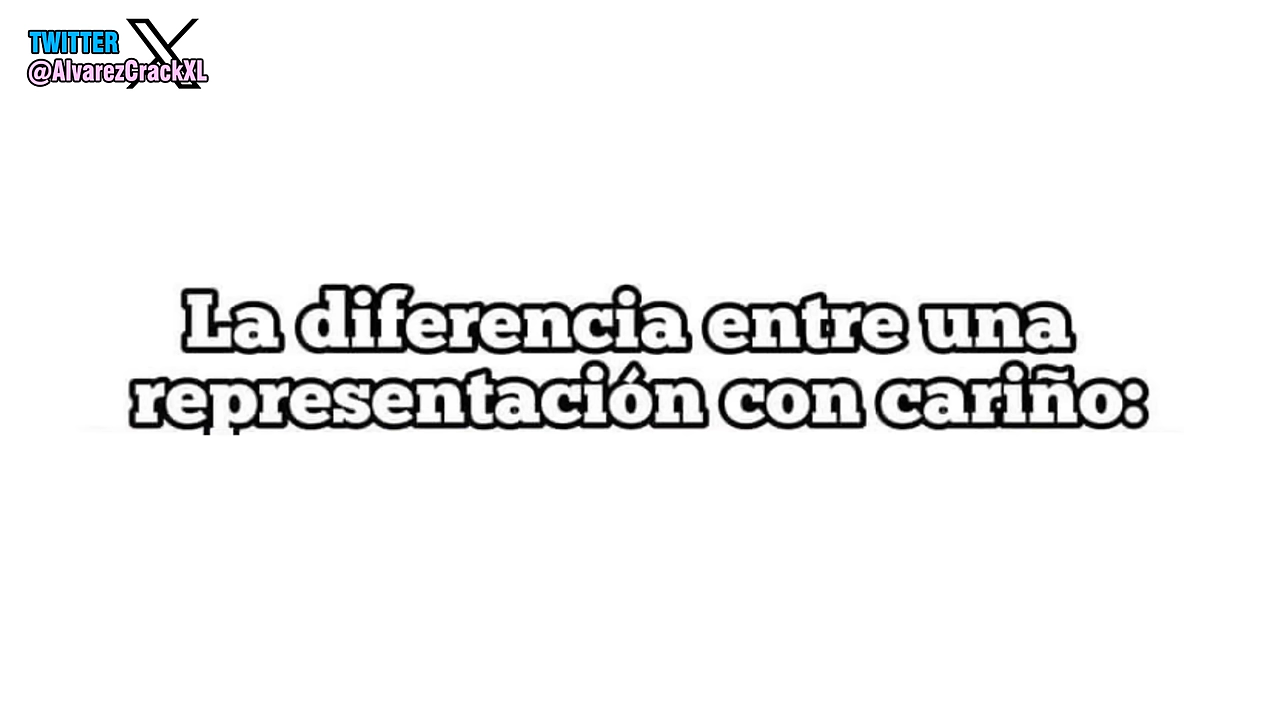 TWITTER
@AlvarezCrackXL
La diferencia entre una
representación con cariño: